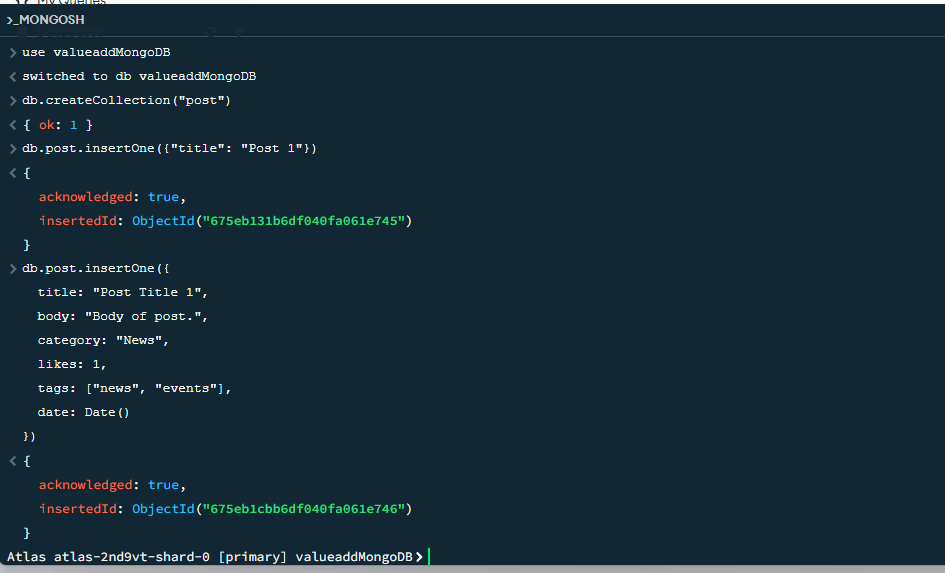 My Queries
>_MONGOSH
> use valueaddMongoDB
< switched to db valueaddMongoDB
> db.createCollection("post")
< { ok: 1 }
> db.post.insertOne({"title": "Post 1"})
< {
acknowledged: true,
insertedId: ObjectId("675eb131b6df040fa061e745")
}
> db.post.insertOne({
title: "Post Title 1",
body: "Body of post.",
category: "News",
likes: 1,
tags: ["news", "events"],
date: Date()
})
< {
acknowledged: true,
insertedId: ObjectId("675eb1cbb6df040fa061e746")
}
Atlas atlas-2nd9vt-shard-0 [primary] valueaddMongoDB>